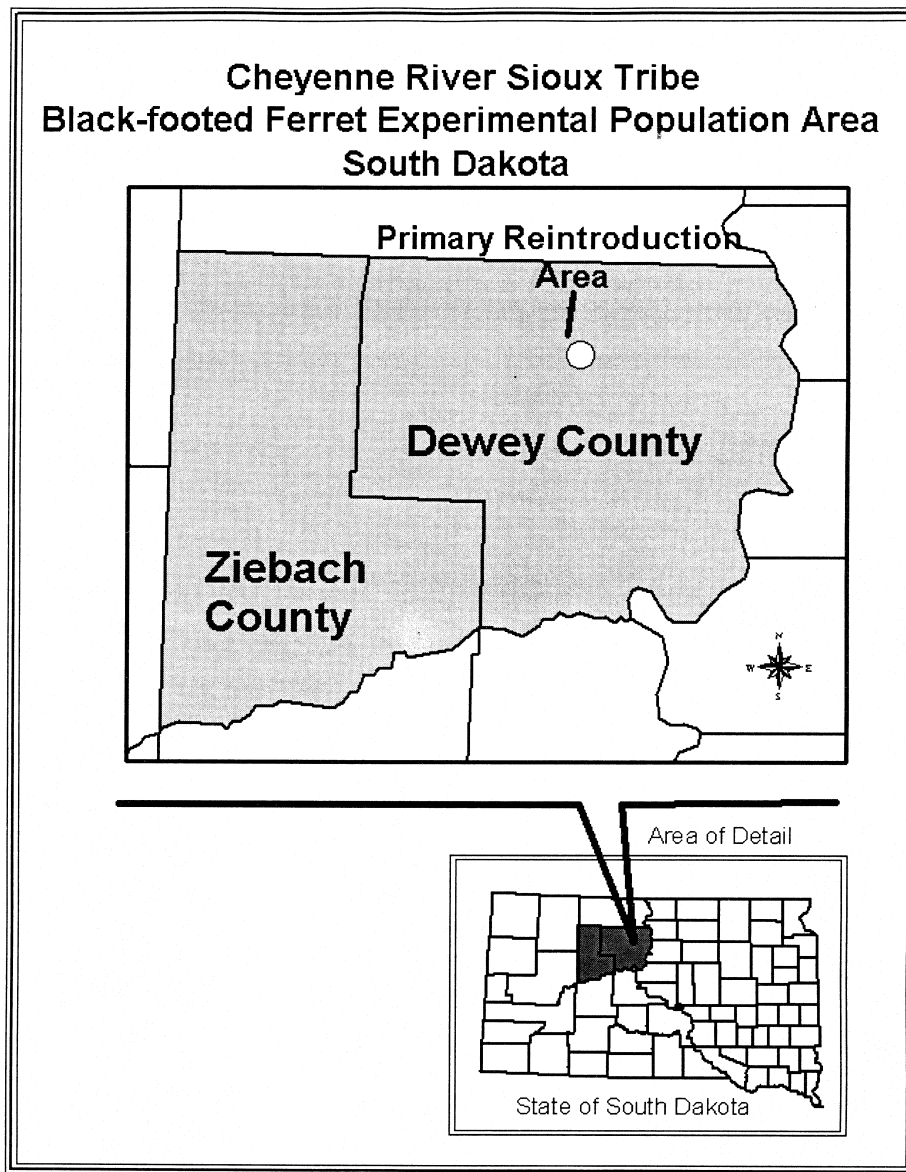 Cheyenne River Sioux Tribe
Black-footed Ferret Experimental Population Area
South Dakota
Primary Reintroduction
Area
Dewey County
Ziebach
County
N
W E
S
Area of Detail
State of South Dakota